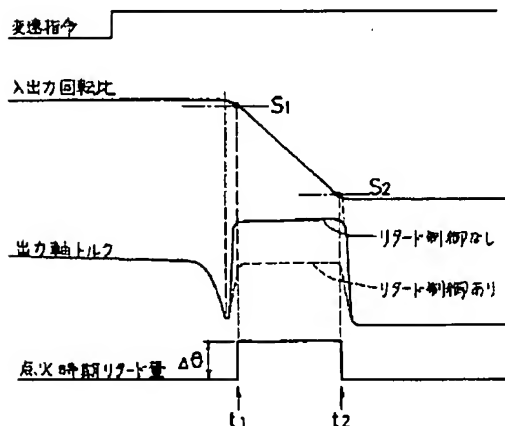 変速指令
入出力回転比
S1
S2
出力軸トルク
リタード制御なし
リタード制御あり
点火時期リタード量
Δθ
t1
t2